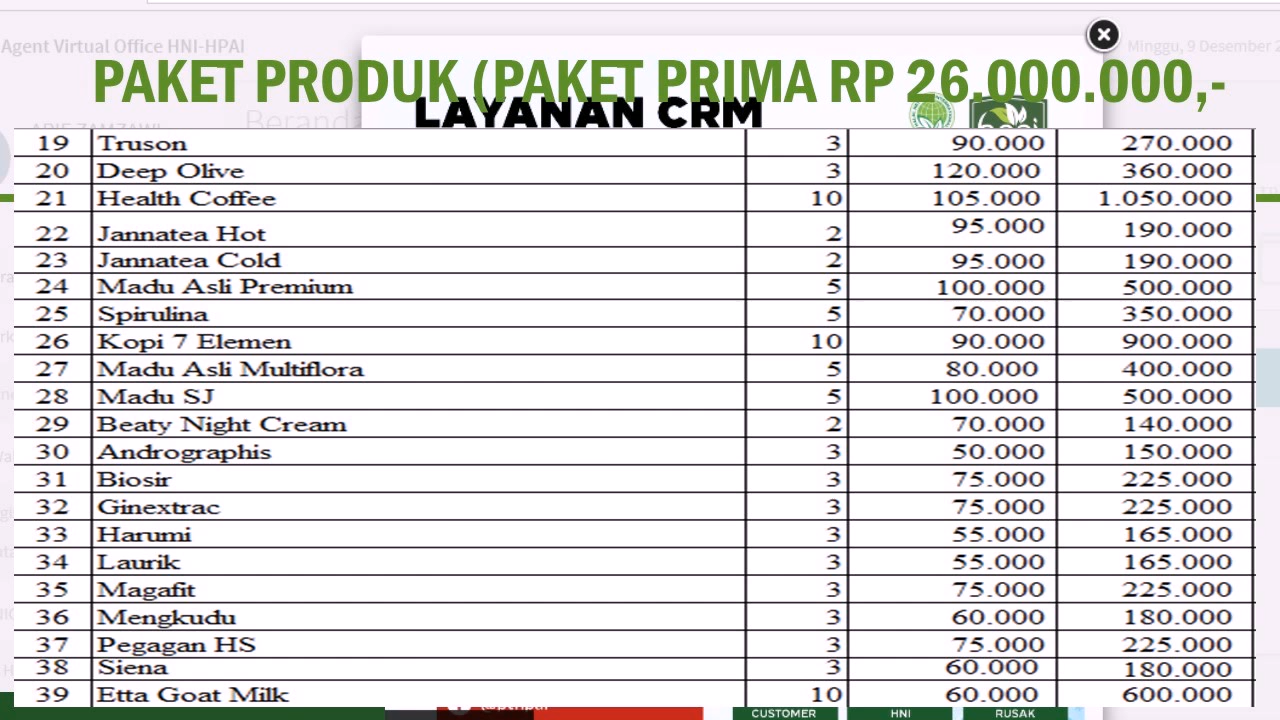 Agent Virtual Office HNI-HPAI
Minggu, 9 Desember 2
PAKET PRODUK (PAKET PRIMA RP 26.000.000,-
LAYANAN CRM
Beranda
19 Truson 3 90.000 270.000
20 Deep Olive 3 120.000 360.000
21 Health Coffee 10 105.000 1.050.000
22 Jannatea Hot 2 95.000 190.000
23 Jannatea Cold 2 95.000 190.000
24 Madu Asli Premium 5 100.000 500.000
25 Spirulina 5 70.000 350.000
26 Kopi 7 Elemen 10 90.000 900.000
27 Madu Asli Multiflora 5 80.000 400.000
28 Madu SJ 5 100.000 500.000
29 Beaty Night Cream 2 70.000 140.000
30 Andrographis 3 50.000 150.000
31 Biosir 3 75.000 225.000
32 Ginextrac 3 75.000 225.000
33 Harumi 3 55.000 165.000
34 Laurik 3 55.000 165.000
35 Magafit 3 75.000 225.000
36 Mengkudu 3 60.000 180.000
37 Pegagan HS 3 75.000 225.000
38 Siena 3 60.000 180.000
39 Etta Goat Milk 10 60.000 600.000
CUSTOMER HNI RUSAK